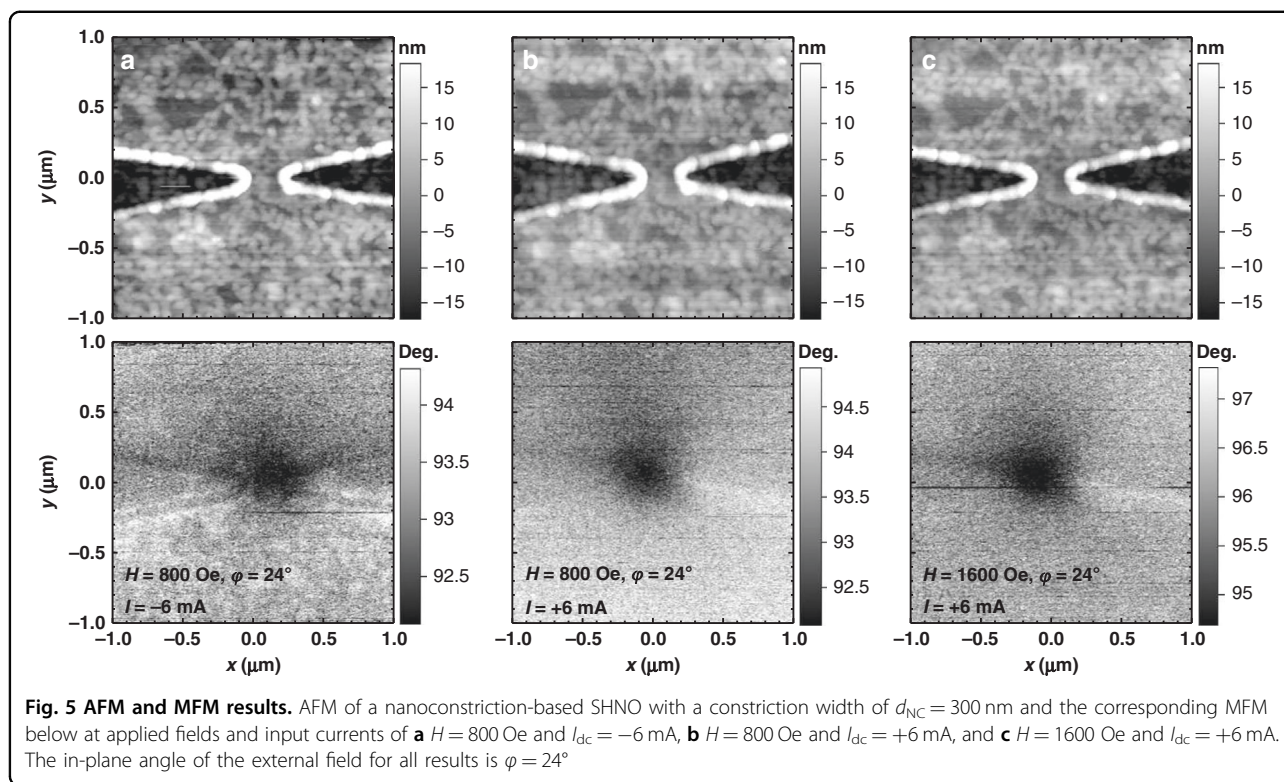 a
b
c
nm
nm
nm
1.0
0.5
0.0
−0.5
−1.0
y (μm)
15
10
5
0
−5
−10
−15
15
10
5
0
−5
−10
−15
15
10
5
0
−5
−10
−15
Deg.
Deg.
Deg.
1.0
0.5
0.0
−0.5
−1.0
y (μm)
94
93.5
93
92.5
94.5
94
93.5
93
92.5
97
96.5
96
95.5
95
H = 800 Oe, φ = 24°
I = −6 mA
H = 800 Oe, φ = 24°
I = +6 mA
H = 1600 Oe, φ = 24°
I = +6 mA
−1.0 −0.5 0.0 0.5 1.0
−1.0 −0.5 0.0 0.5 1.0
−1.0 −0.5 0.0 0.5 1.0
x (μm)
x (μm)
x (μm)
Fig. 5 AFM and MFM results. AFM of a nanoconstriction-based SHNO with a constriction width of dNC = 300 nm and the corresponding MFM
below at applied fields and input currents of a H = 800 Oe and Idc = −6 mA, b H = 800 Oe and Idc = +6 mA, and c H = 1600 Oe and Idc = +6 mA.
The in-plane angle of the external field for all results is φ = 24°